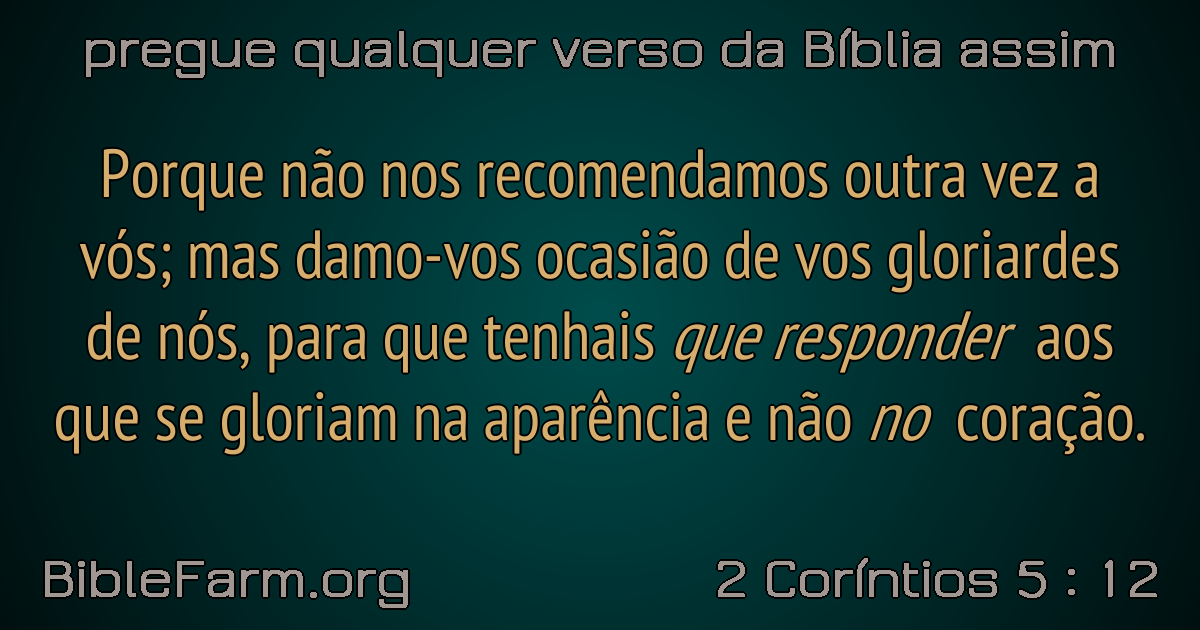 pregue qualquer verso da Bíblia assim
Porque não nos recomendamos outra vez a
vós; mas damo-vos ocasião de vos gloriardes
de nós, para que tenhais que responder aos
que se gloriam na aparência e não no coração.
BibleFarm.org
2 Coríntios 5 : 12